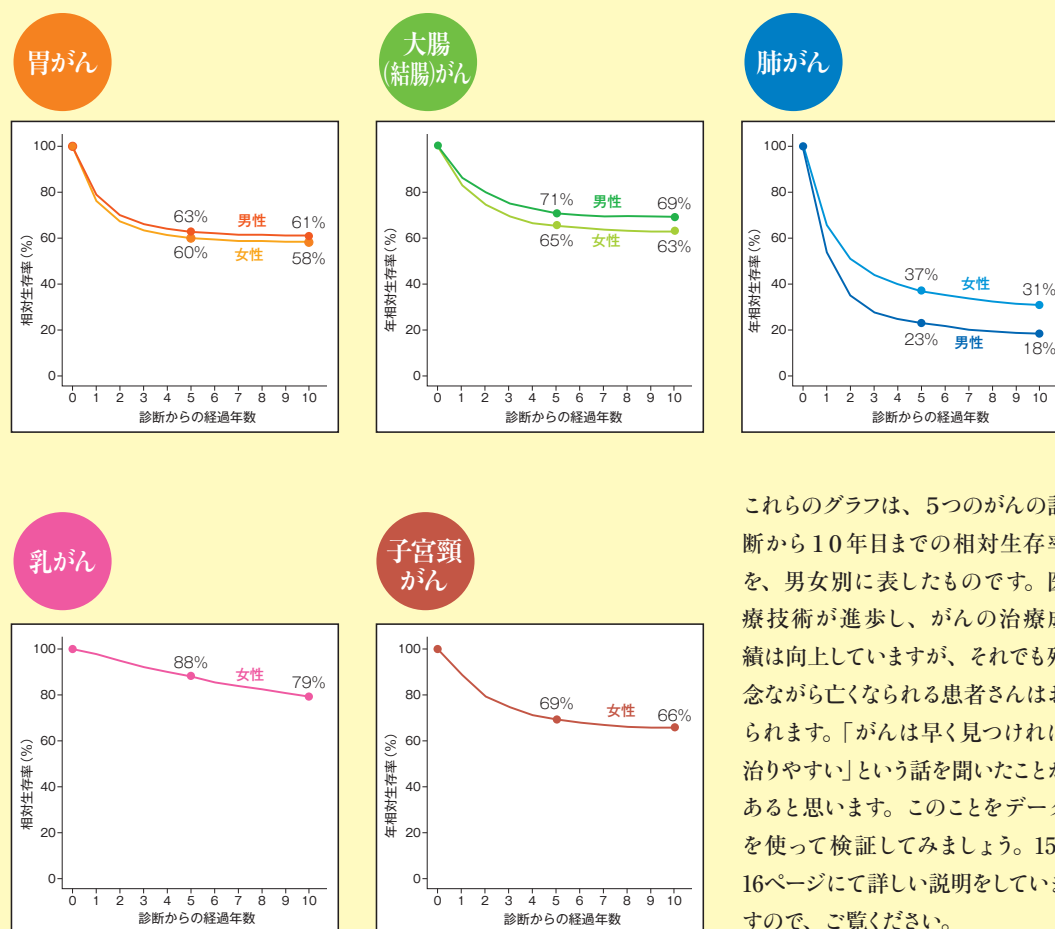 胃がん
100
80
60
40
20
0
相対生存率(%)
63%
男性
61%
60%
女性
58%
0 1 2 3 4 5 6 7 8 9 10
診断からの経過年数
大腸
(結腸)がん
100
80
60
40
20
0
年相対生存率(%)
71%
男性
69%
65%
女性
63%
0 1 2 3 4 5 6 7 8 9 10
診断からの経過年数
肺がん
100
80
60
40
20
0
年相対生存率(%)
37%
女性
31%
23%
男性
18%
0 1 2 3 4 5 6 7 8 9 10
診断からの経過年数
乳がん
100
80
60
40
20
0
相対生存率(%)
88%
女性
79%
0 1 2 3 4 5 6 7 8 9 10
診断からの経過年数
子宮頸
がん
100
80
60
40
20
0
年相対生存率(%)
69%
女性
66%
0 1 2 3 4 5 6 7 8 9 10
診断からの経過年数
これらのグラフは、5つのがんの
断から10年目までの相対生存
を、男女別に表したものです。
療技術が進歩し、がんの治療
績は向上していますが、それでも
念ながら亡くなられる患者さんは
られます。「がんは早く見つければ
治りやすい」という話を聞いたことが
あると思います。このことをデータ
を使って検証してみましょう。15
16ページにて詳しい説明をしていま
すので、ご覧ください。